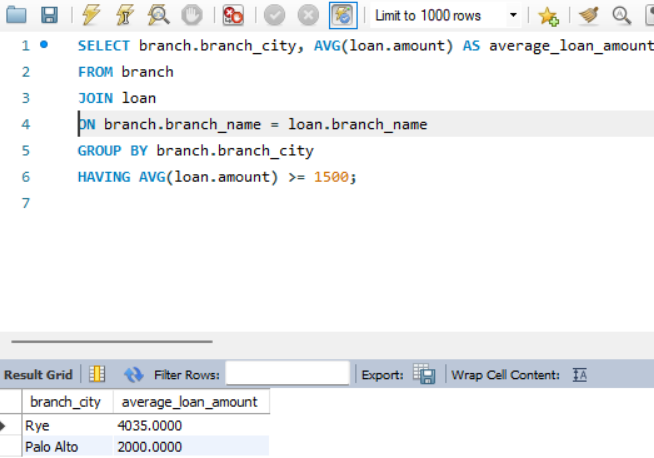 Limit to 1000 rows
1 SELECT branch.branch_city, AVG(loan.amount) AS average_loan_amount
2 FROM branch
3 JOIN loan
4 ON branch.branch_name = loan.branch_name
5 GROUP BY branch.branch_city
6 HAVING AVG(loan.amount) >= 1500;
7
Result Grid Filter Rows: Export: Wrap Cell Content: IA
branch_city average_loan_amount
Rye 4035.0000
Palo Alto 2000.0000